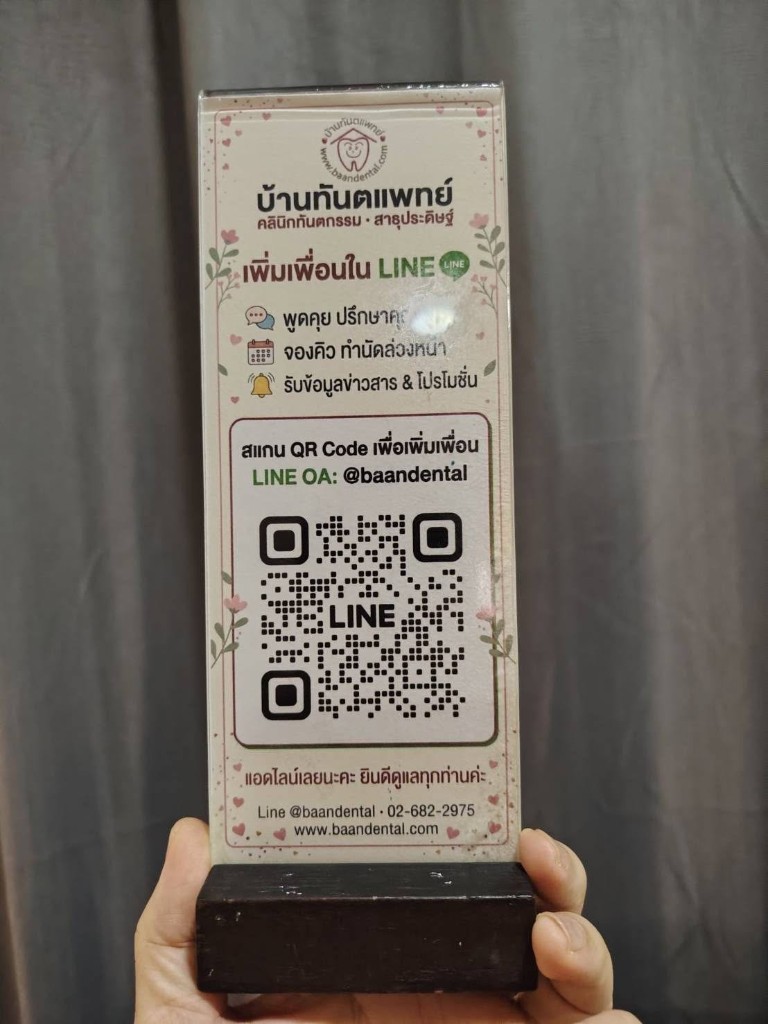 บ้านทันตแพทย์
www.baandental.com
บ้านทันตแพทย์
คลินิกทันตกรรม • สาธุประดิษฐ์
เพิ่มเพื่อนใน LINE LINE
พูดคุย ปรึกษา
จองคิว ทำนัดล่วงหน้า
รับข้อมูลข่าวสาร & โปรโมชั่น
สแกน QR Code เพื่อเพิ่มเพื่อน
LINE OA: @baandental
LINE
แอดไลน์เลยนะคะ ยินดีดูแลทุกท่านค่ะ
Line @baandental • 02-682-2975
www.baandental.com